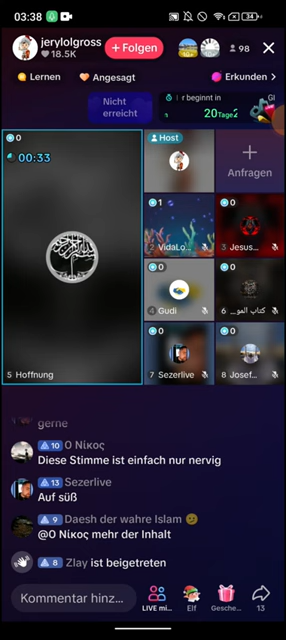 03:38
34
jerylolgross
18.5K
+ Folgen
98
Lernen
Angesagt
Erkunden >
Nicht
erreicht
r beginnt in
20Tage
GI
0
00:33
5 Hoffnung
Host
Anfragen
1
2 VidaLo...
0
3 Jesus...
0
4 Gudi
0
6 كتاب المو...
0
7 Sezerlive
0
8 Josef...
gerne
10 Ο Νίκος
Diese Stimme ist einfach nur nervig
13 Sezerlive
Auf süß
9 Daesh der wahre Islam
@Ο Νίκος mehr der Inhalt
8 Zlay ist beigetreten
Kommentar hinz...
LIVE mi...
Elf
Gesche...
13